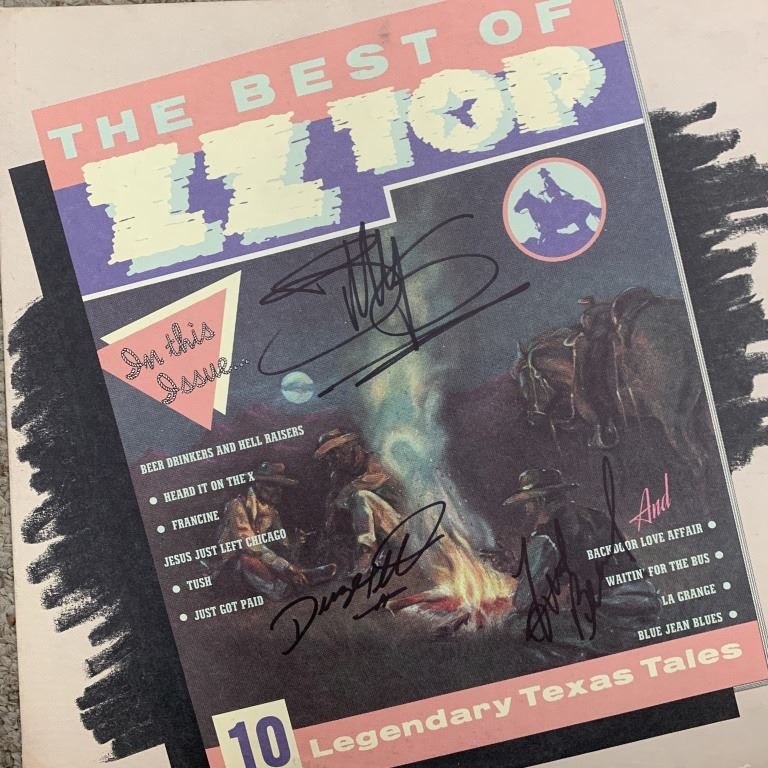 THE BEST OF
ZZ TOP
In this
Issue...
BEER DRINKERS AND HELL RAISERS
• HEARD IT ON THE X
• FRANCINE
JESUS JUST LEFT CHICAGO
• TUSH
• JUST GOT PAID
And
BACKDOOR LOVE AFFAIR •
WAITIN' FOR THE BUS •
LA GRANGE •
BLUE JEAN BLUES •
10 Legendary Texas Tales